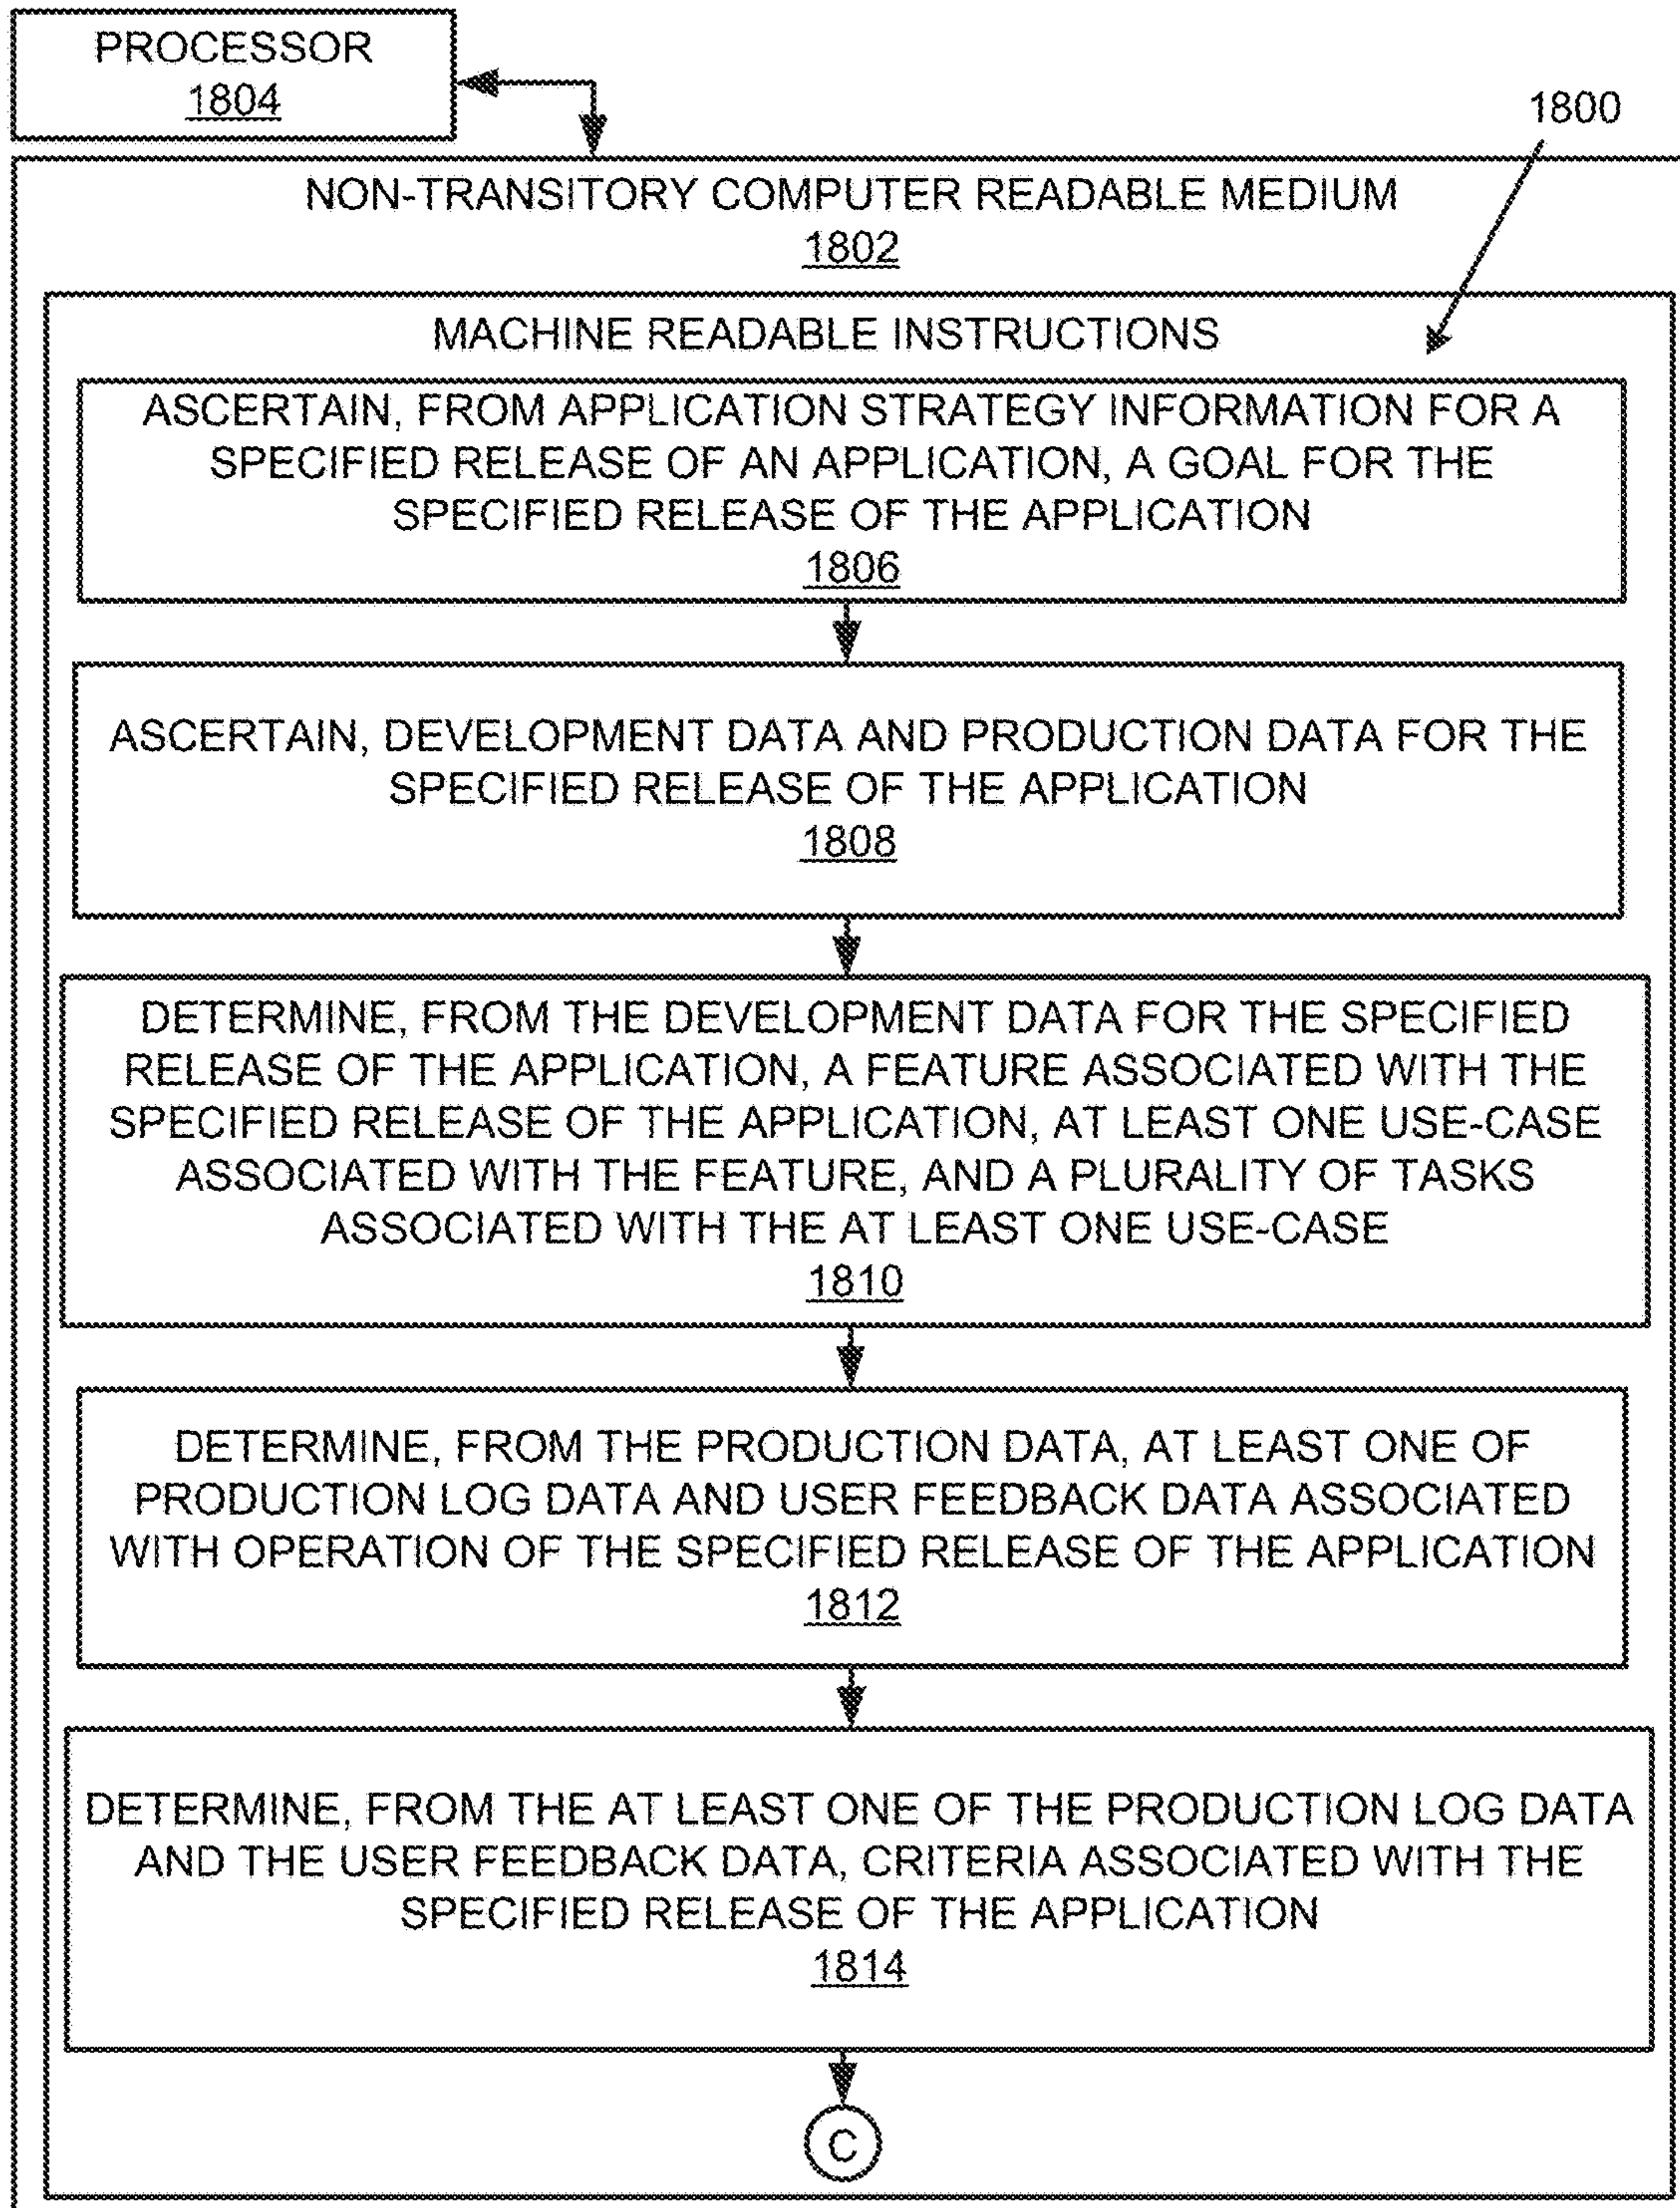 PROCESSOR
1804
1800
NON-TRANSITORY COMPUTER READABLE MEDIUM
1802
MACHINE READABLE INSTRUCTIONS
ASCERTAIN, FROM APPLICATION STRATEGY INFORMATION FOR A
SPECIFIED RELEASE OF AN APPLICATION, A GOAL FOR THE
SPECIFIED RELEASE OF THE APPLICATION
1806
ASCERTAIN, DEVELOPMENT DATA AND PRODUCTION DATA FOR THE
SPECIFIED RELEASE OF THE APPLICATION
1808
DETERMINE, FROM THE DEVELOPMENT DATA FOR THE SPECIFIED
RELEASE OF THE APPLICATION, A FEATURE ASSOCIATED WITH THE
SPECIFIED RELEASE OF THE APPLICATION, AT LEAST ONE USE-CASE
ASSOCIATED WITH THE FEATURE, AND A PLURALITY OF TASKS
ASSOCIATED WITH THE AT LEAST ONE USE-CASE
1810
DETERMINE, FROM THE PRODUCTION DATA, AT LEAST ONE OF
PRODUCTION LOG DATA AND USER FEEDBACK DATA ASSOCIATED
WITH OPERATION OF THE SPECIFIED RELEASE OF THE APPLICATION
1812
DETERMINE, FROM THE AT LEAST ONE OF THE PRODUCTION LOG DATA
AND THE USER FEEDBACK DATA, CRITERIA ASSOCIATED WITH THE
SPECIFIED RELEASE OF THE APPLICATION
1814
C